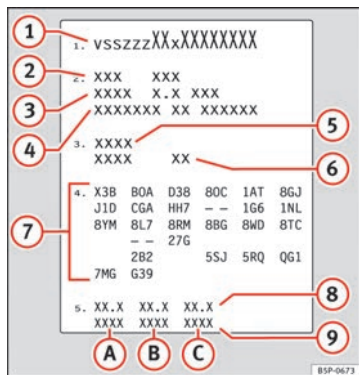 1
1. VSSZZZXXxXXXXXXXX
2
2. XXX XXX
3
XXXX X.X XXX
4
XXXXXXX XX XXXXXX
5
3. XXXX
XXXX XX
6
7
4. X3B B0A D38 80C 1AT 8GJ
J1D CGA HH7 - - 1G6 1NL
8YM 8L7 8RM 8BG 8WD 8TC
- - 27G
2B2 5SJ 5RQ QG1
7MG G39
5. XX.X XX.X XX.X
8
XXXX XXXX XXXX
9
A B C
B5P-0673